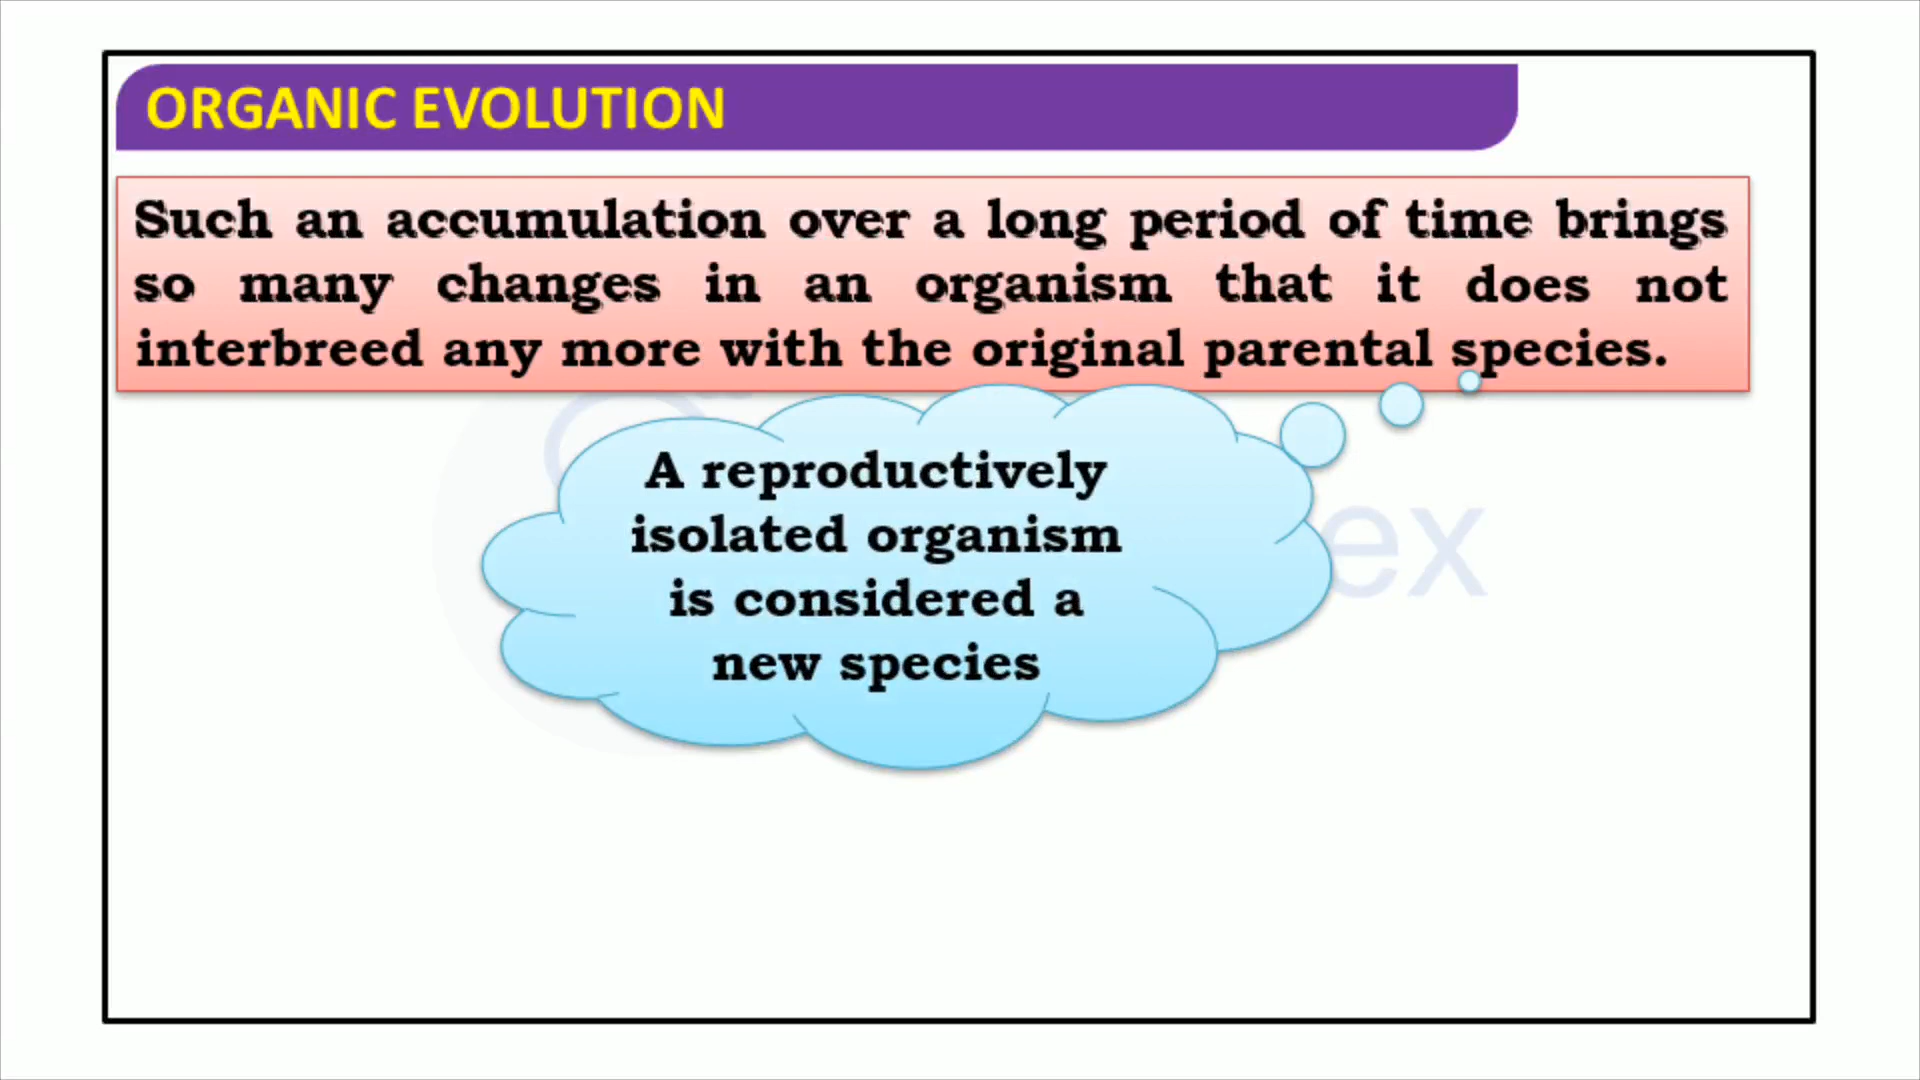 ORGANIC EVOLUTION
Such an accumulation over a long period of time brings
so many changes in an organism that it does not
interbreed any more with the original parental species.
A reproductively
isolated organism
is considered a
new species
ex